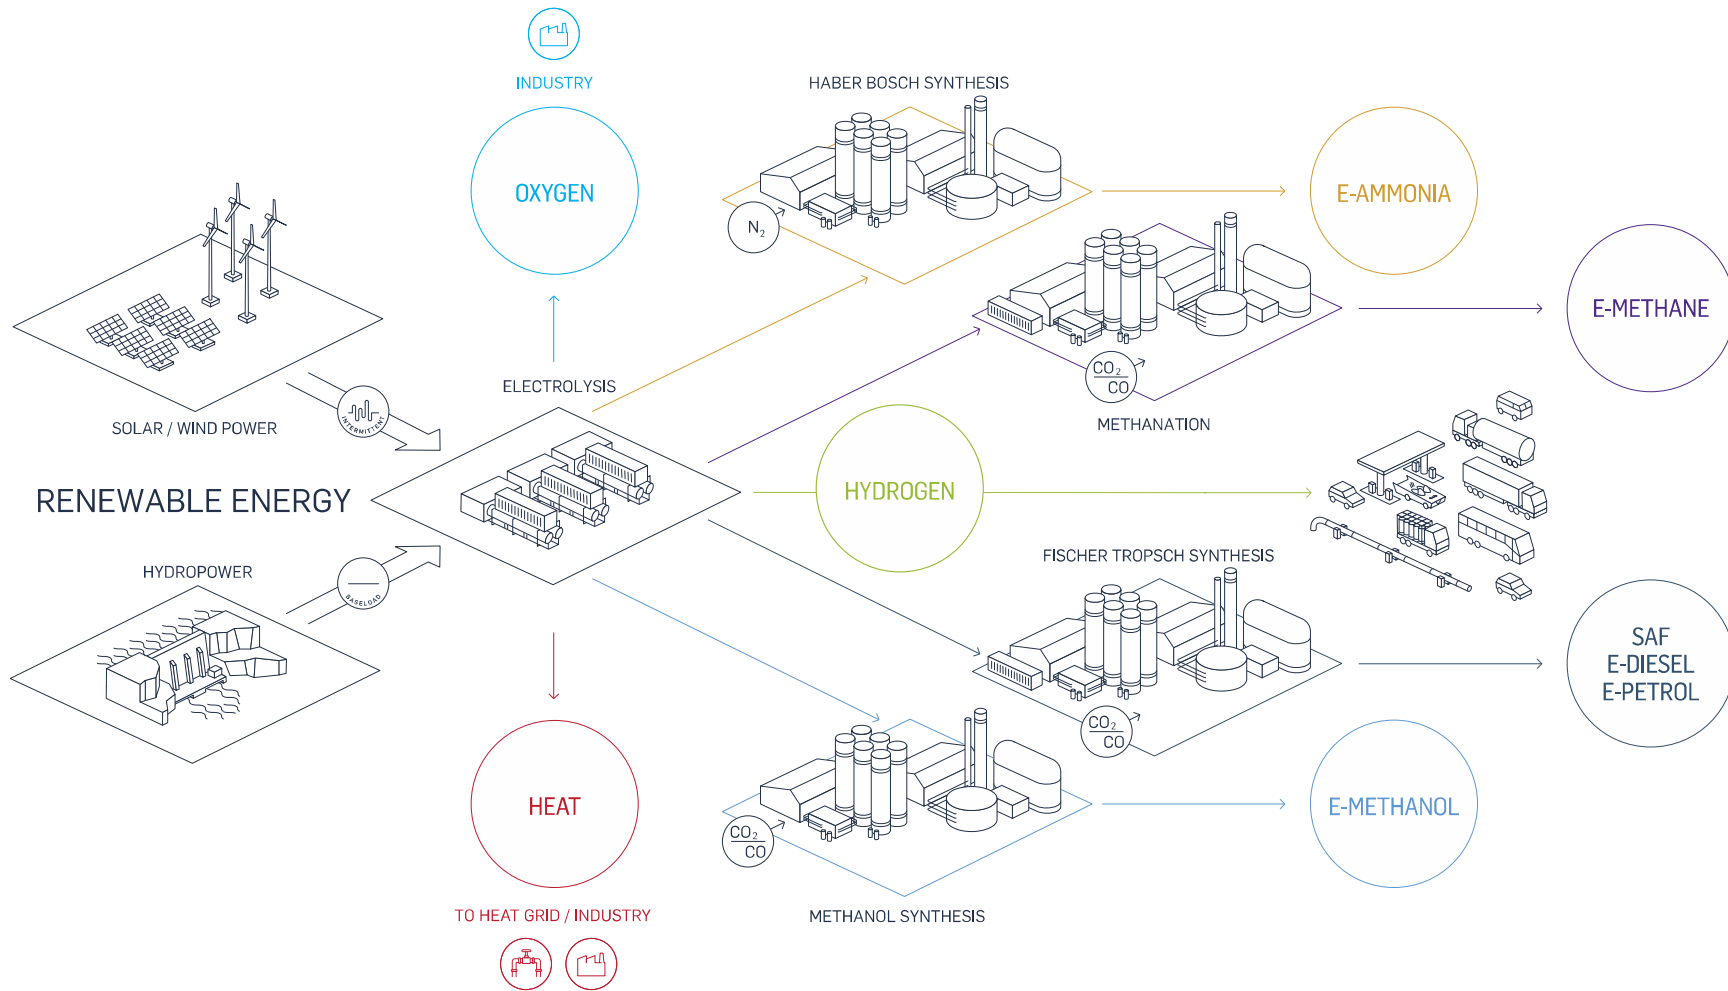 INDUSTRY
OXYGEN
HABER BOSCH SYNTHESIS
N2
E-AMMONIA
E-METHANE
CO2
CO
METHANATION
SOLAR / WIND POWER
INTERMITTENT
ELECTROLYSIS
RENEWABLE ENERGY
HYDROGEN
HYDROPOWER
BASELOAD
FISCHER TROPSCH SYNTHESIS
CO2
CO
SAF
E-DIESEL
E-PETROL
HEAT
TO HEAT GRID / INDUSTRY
CO2
CO
METHANOL SYNTHESIS
E-METHANOL